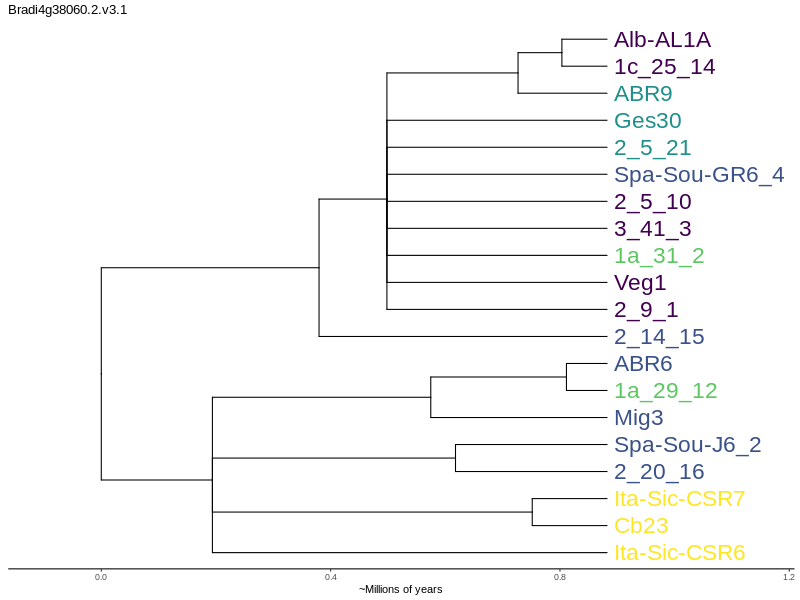 Bradi4g38060.2.v3.1
Alb-AL1A
1c_25_14
ABR9
Ges30
2_5_21
Spa-Sou-GR6_4
2_5_10
3_41_3
1a_31_2
Veg1
2_9_1
2_14_15
ABR6
1a_29_12
Mig3
Spa-Sou-J6_2
2_20_16
Ita-Sic-CSR7
Cb23
Ita-Sic-CSR6
0.0 0.4 0.8 1.2
~Millions of years